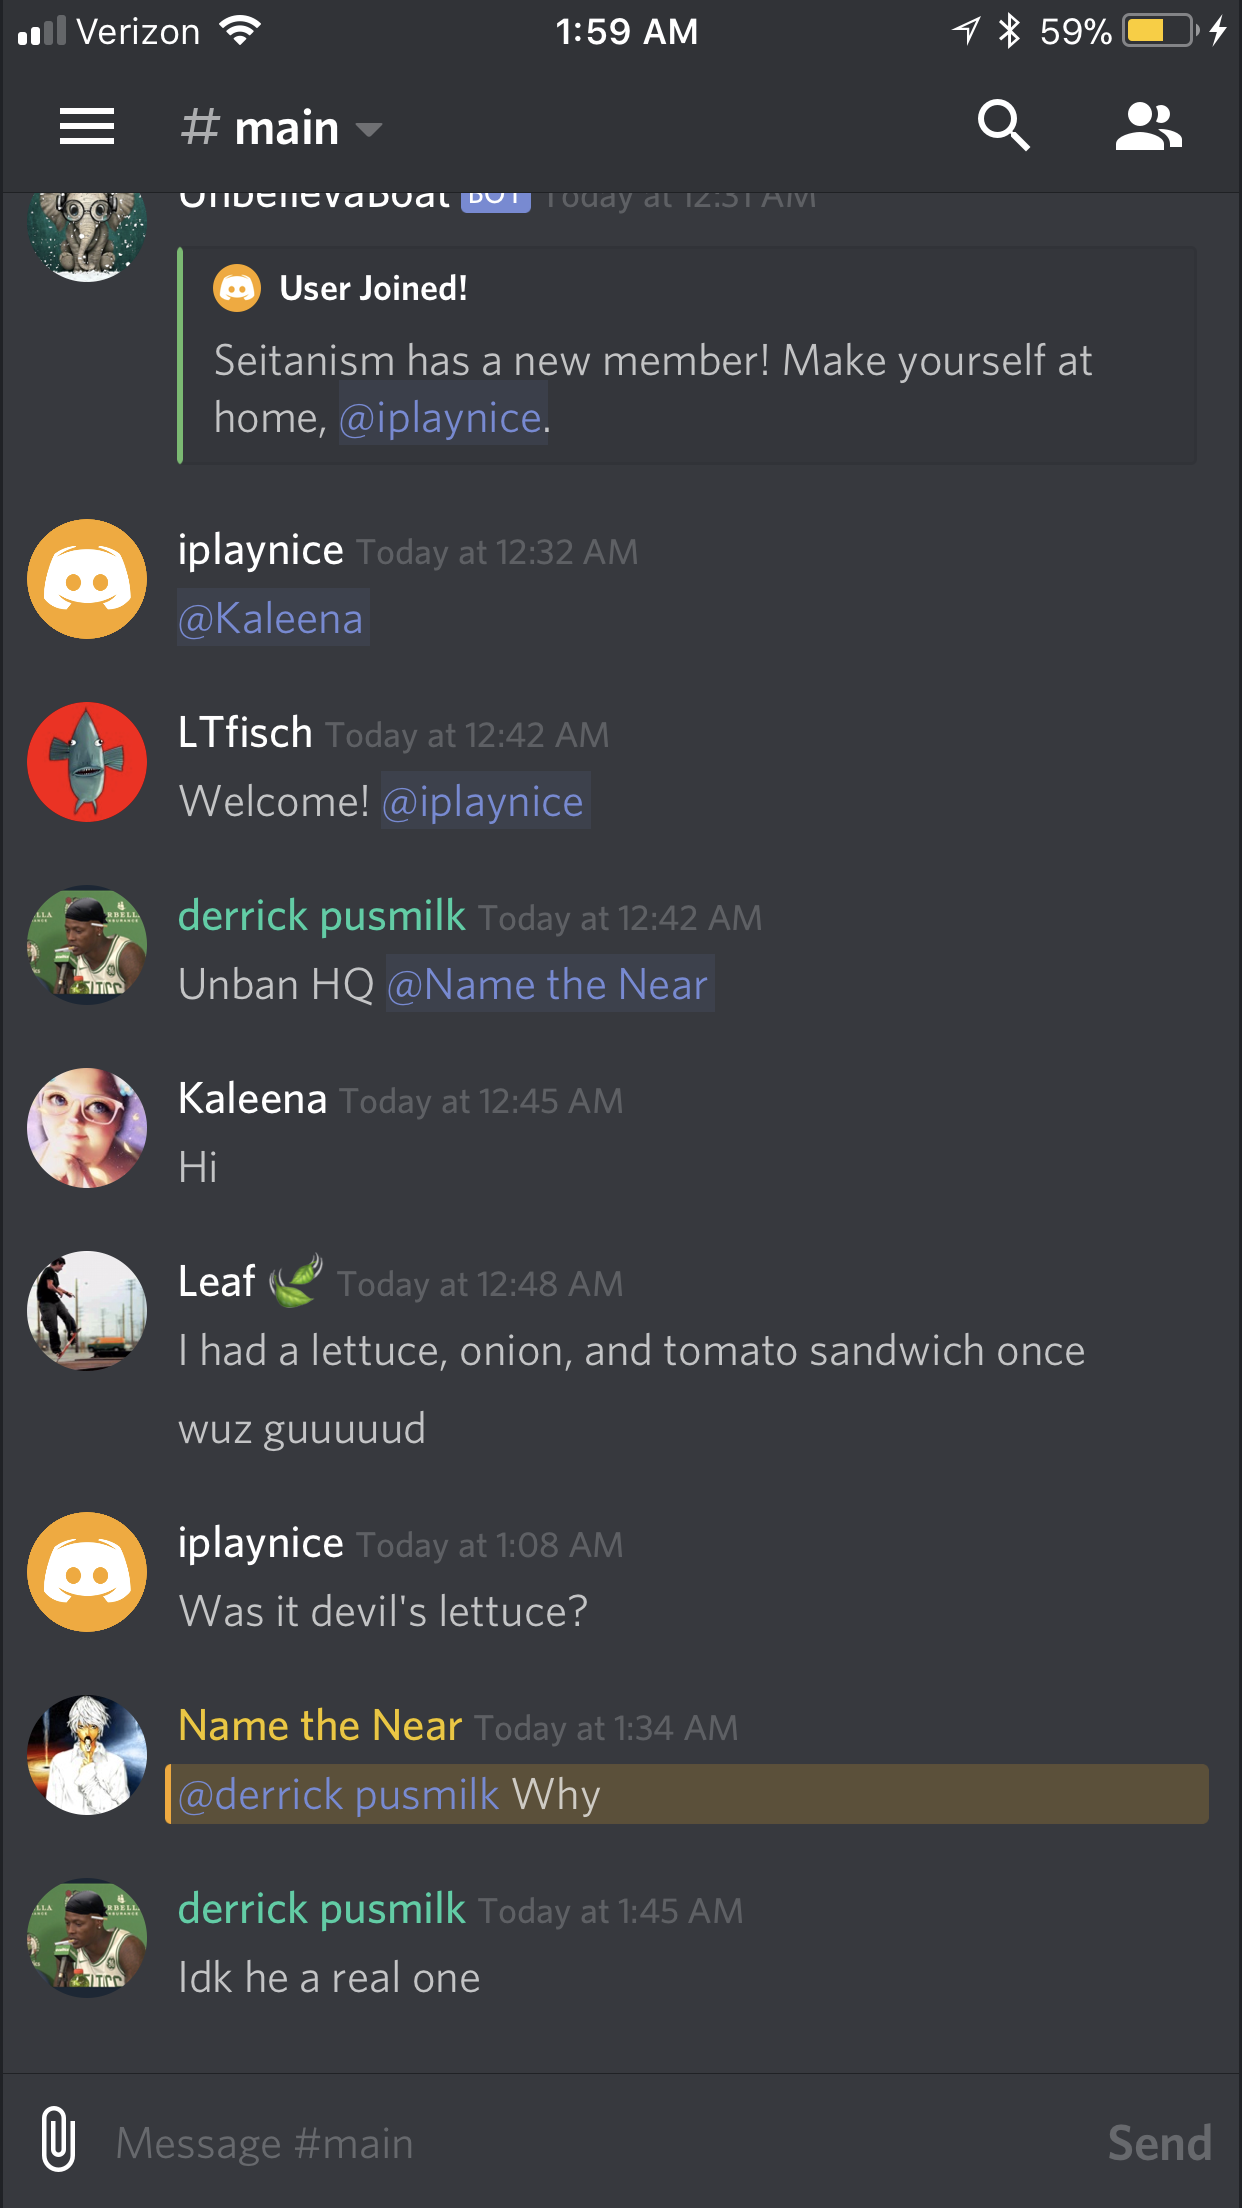 Verizon 1:59 AM 59%
# main
UnbelievaBoat BOT Today at 12:31 AM
User Joined!
Seitanism has a new member! Make yourself at
home, @iplaynice.
iplaynice Today at 12:32 AM
@Kaleena
LTfisch Today at 12:42 AM
Welcome! @iplaynice
derrick pusmilk Today at 12:42 AM
Unban HQ @Name the Near
Kaleena Today at 12:45 AM
Hi
Leaf 🍃 Today at 12:48 AM
I had a lettuce, onion, and tomato sandwich once
wuz guuuuud
iplaynice Today at 1:08 AM
Was it devil's lettuce?
Name the Near Today at 1:34 AM
@derrick pusmilk Why
derrick pusmilk Today at 1:45 AM
Idk he a real one
Message #main Send